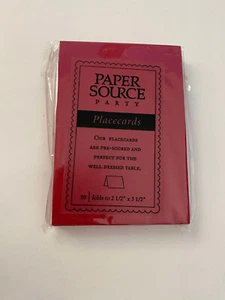 PAPER
SOURCE
PARTY
Placecards
OUR PLACECARDS
ARE PRE-SCORED AND
PERFECT FOR THE
WELL-DRESSED TABLE.
folds to 2 1/2" x 3 1/2"